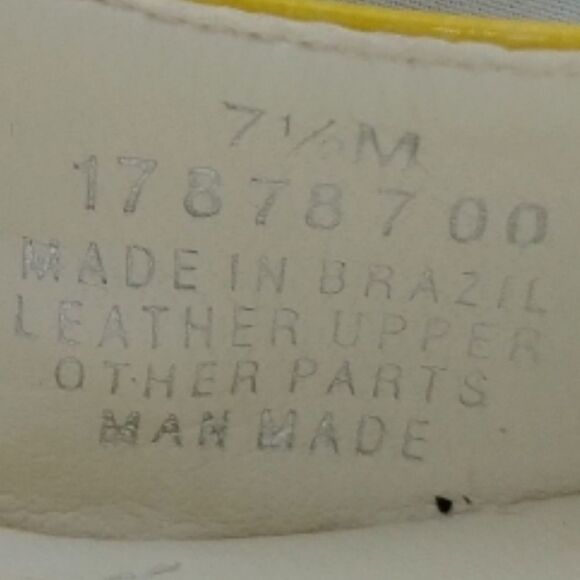 7½M
17878700
MADE IN BRAZIL
LEATHER UPPER
OTHER PARTS
MAN MADE